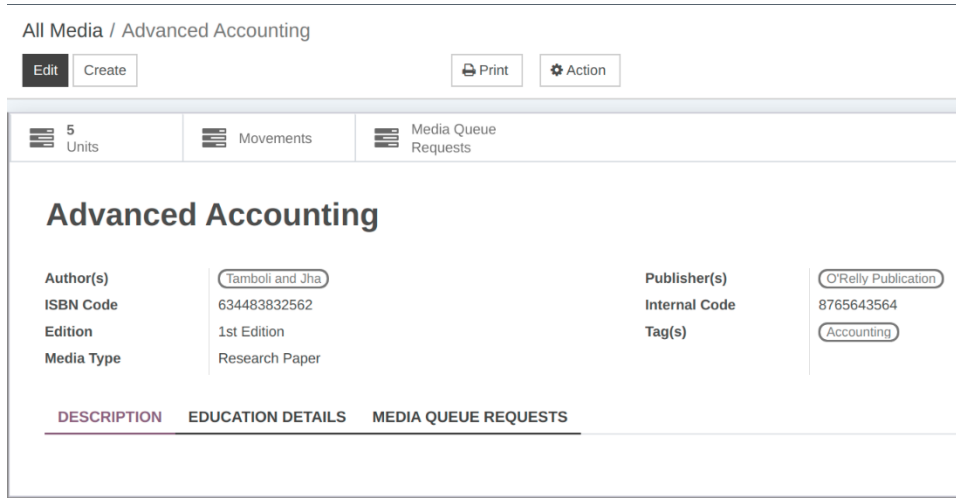 All Media / Advanced Accounting
Edit Create Print Action
5
Units
Movements
Media Queue
Requests
Advanced Accounting
Author(s) Tamboli and Jha Publisher(s) O'Relly Publication
ISBN Code 634483832562 Internal Code 8765643564
Edition 1st Edition Tag(s) Accounting
Media Type Research Paper
DESCRIPTION EDUCATION DETAILS MEDIA QUEUE REQUESTS